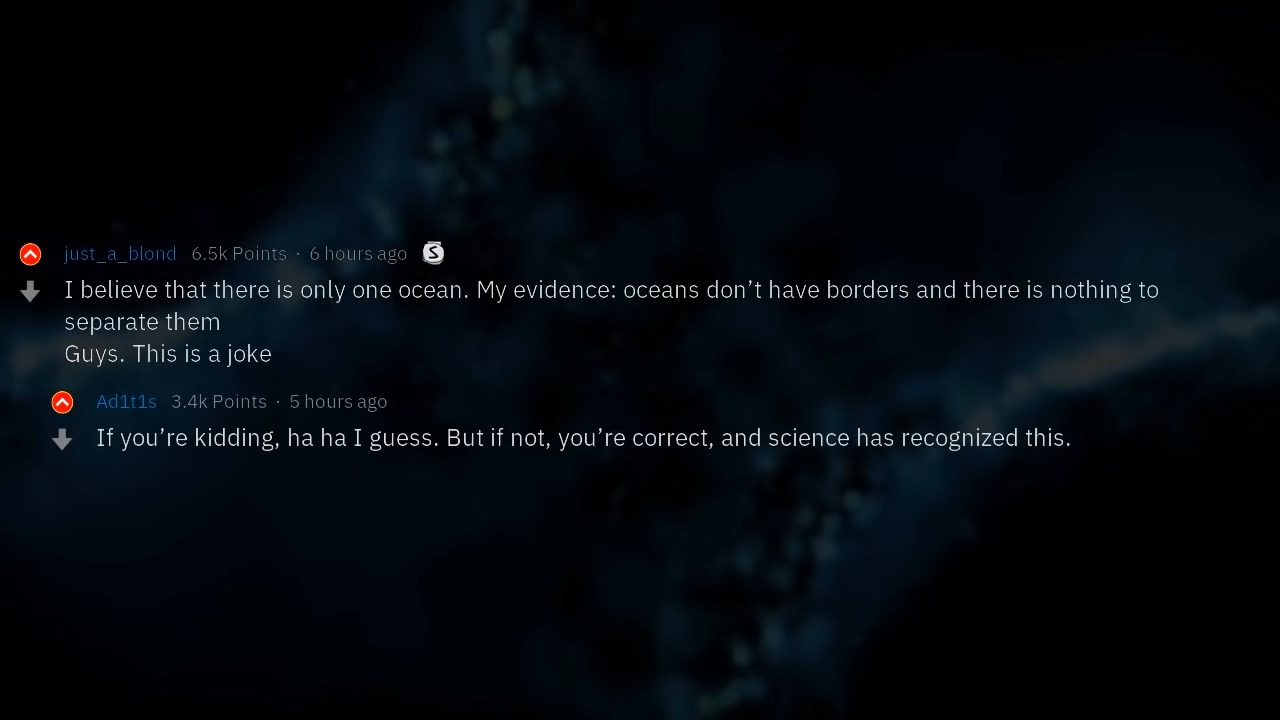 just_a_blond 6.5k Points · 6 hours ago S
I believe that there is only one ocean. My evidence: oceans don’t have borders and there is nothing to
separate them
Guys. This is a joke
Ad1t1s 3.4k Points · 5 hours ago
If you’re kidding, ha ha I guess. But if not, you’re correct, and science has recognized this.